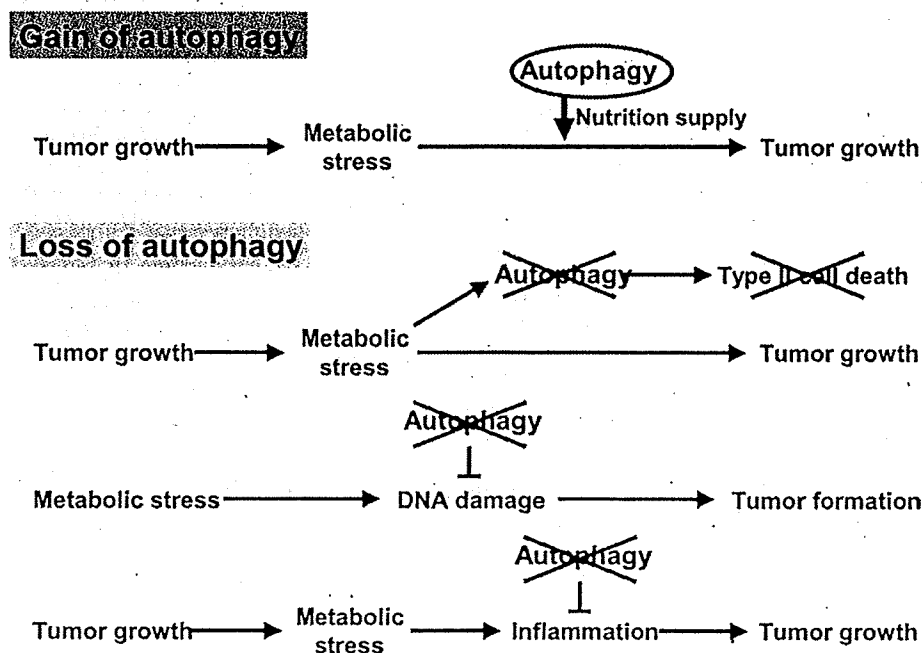 Gain of autophagy
Autophagy
Nutrition supply
Tumor growth
Metabolic
stress
Tumor growth
Loss of autophagy
Autophagy
Type II cell death
Tumor growth
Metabolic
stress
Tumor growth
Autophagy
Metabolic stress
DNA damage
Tumor formation
Autophagy
Tumor growth
Metabolic
stress
Inflammation
Tumor growth